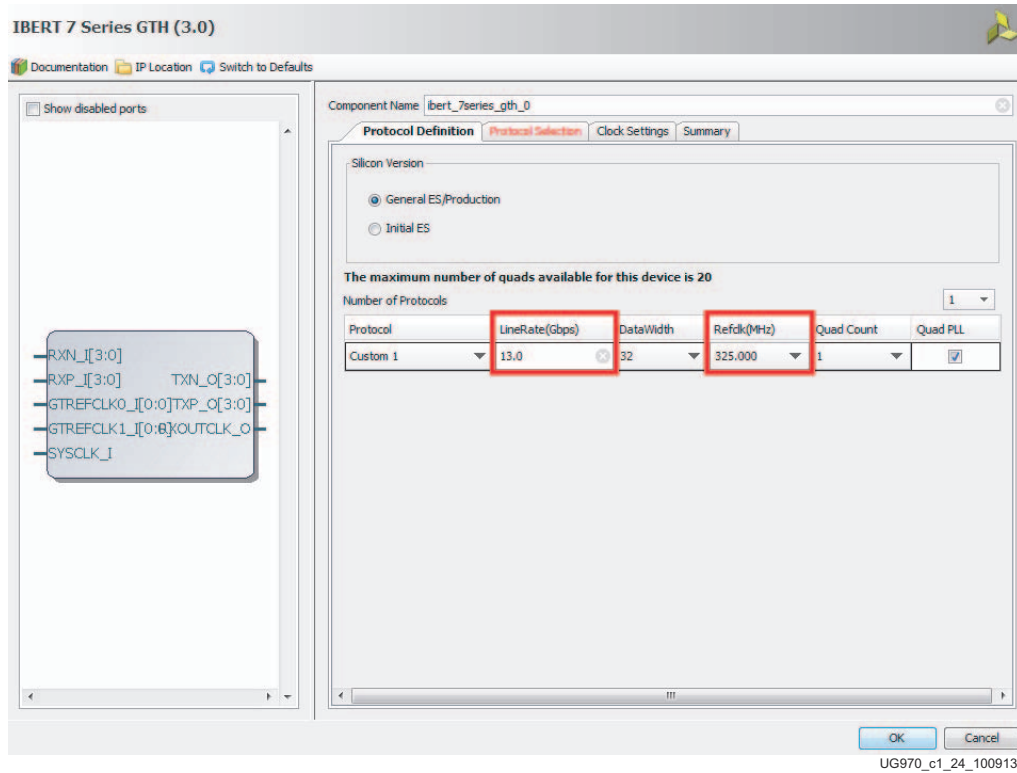 IBERT 7 Series GTH (3.0)
Documentation IP Location Switch to Defaults
Show disabled ports
RXN_I[3:0]
RXP_I[3:0] TXN_O[3:0]
GTREFCLK0_I[0:0] TXP_O[3:0]
GTREFCLK1_I[0:0] RXOUTCLK_O
SYSCLK_I
Component Name ibert_7series_gth_0
Protocol Definition Protocol Selection Clock Settings Summary
Silicon Version
General ES/Production
Initial ES
The maximum number of quads available for this device is 20
Number of Protocols 1
Protocol LineRate(Gbps) DataWidth Refclk(MHz) Quad Count Quad PLL
Custom 1 13.0 32 325.000 1
OK Cancel
UG970_c1_24_100913